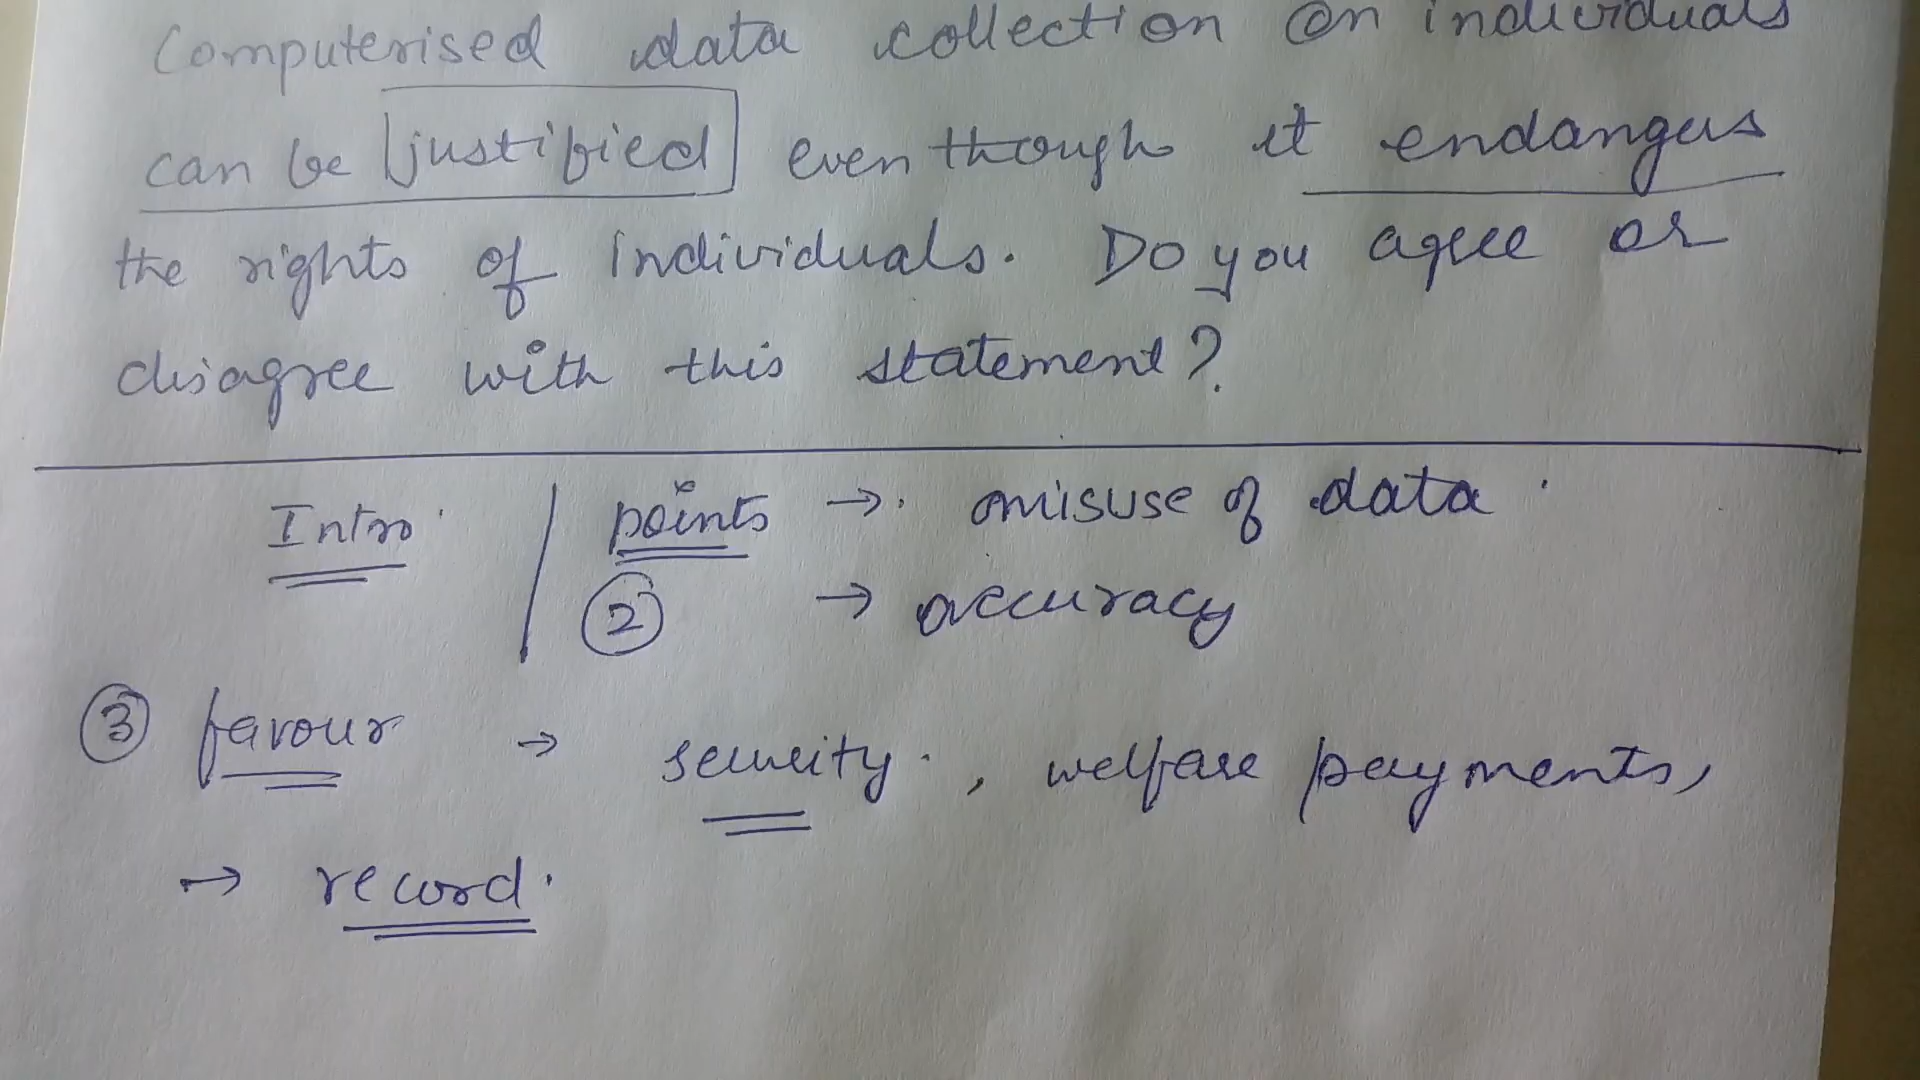 Computerised data collection on individuals
can be justified even though it endangers
the rights of individuals. Do you agree or
disagree with this statement?
Intro. / points → misuse of data.
② → accuracy
③ favour → security, welfare payments,
→ record.